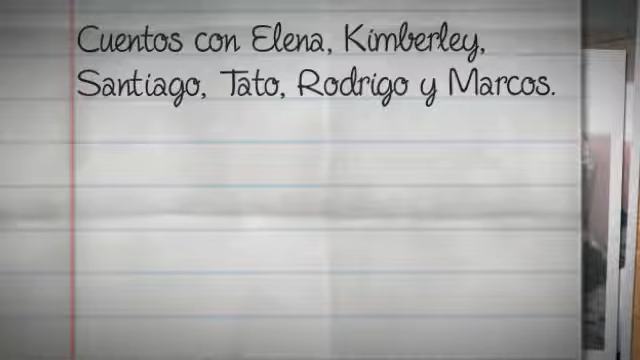 Cuentos con Elena, Kimberley,
Santiago, Tato, Rodrigo y Marcos.